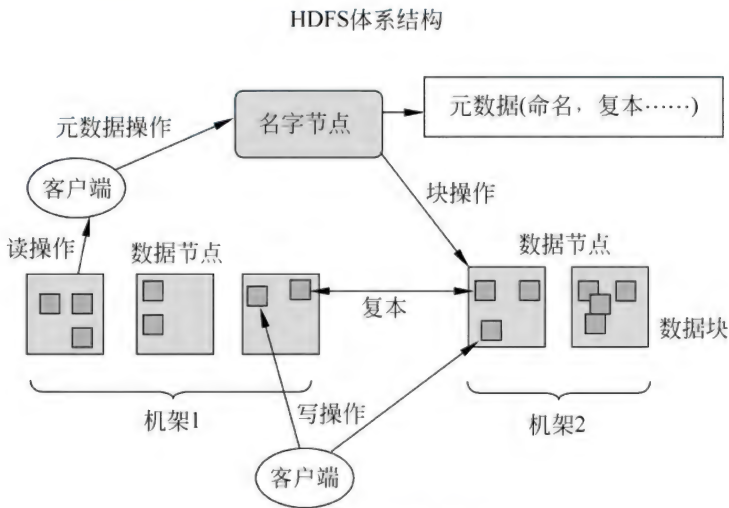 HDFS体系结构
元数据操作
名字节点
元数据(命名，复本……)
客户端
块操作
读操作
数据节点
数据节点
复本
数据块
机架1
写操作
机架2
客户端